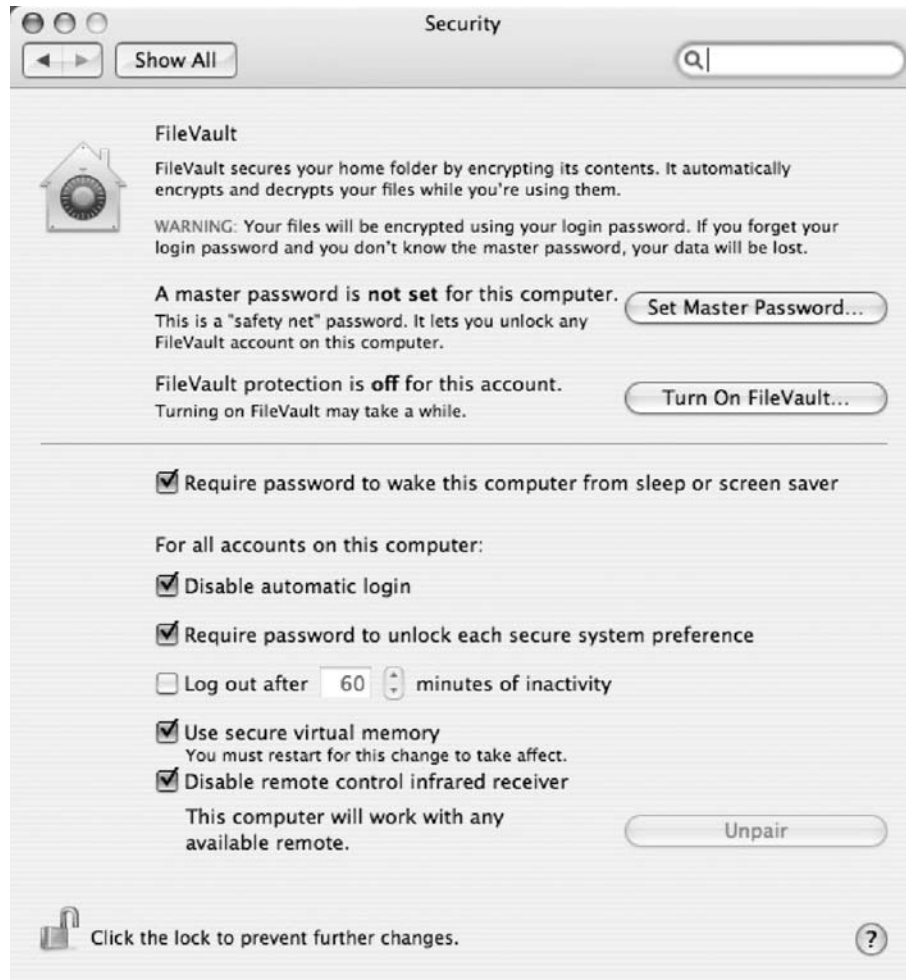 Security
Show All
FileVault
FileVault secures your home folder by encrypting its contents. It automatically
encrypts and decrypts your files while you're using them.
WARNING: Your files will be encrypted using your login password. If you forget your
login password and you don't know the master password, your data will be lost.
A master password is not set for this computer.
Set Master Password...
This is a "safety net" password. It lets you unlock any
FileVault account on this computer.
FileVault protection is off for this account.
Turn On FileVault...
Turning on FileVault may take a while.
Require password to wake this computer from sleep or screen saver
For all accounts on this computer:
Disable automatic login
Require password to unlock each secure system preference
Log out after 60 minutes of inactivity
Use secure virtual memory
You must restart for this change to take affect.
Disable remote control infrared receiver
This computer will work with any
available remote.
Unpair
Click the lock to prevent further changes.
?